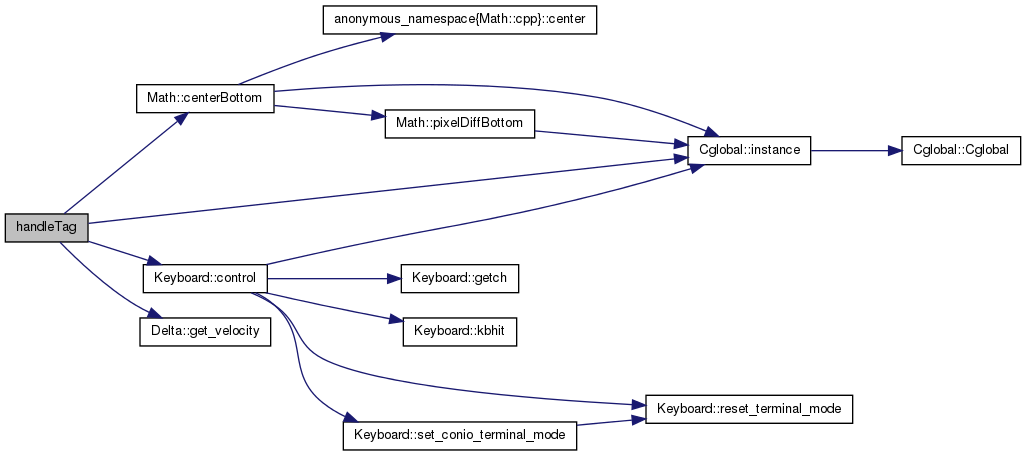 anonymous_namespace{Math::cpp}::center
Math::centerBottom
Math::pixelDiffBottom
Cglobal::instance
Cglobal::Cglobal
handleTag
Keyboard::control
Keyboard::getch
Delta::get_velocity
Keyboard::kbhit
Keyboard::reset_terminal_mode
Keyboard::set_conio_terminal_mode